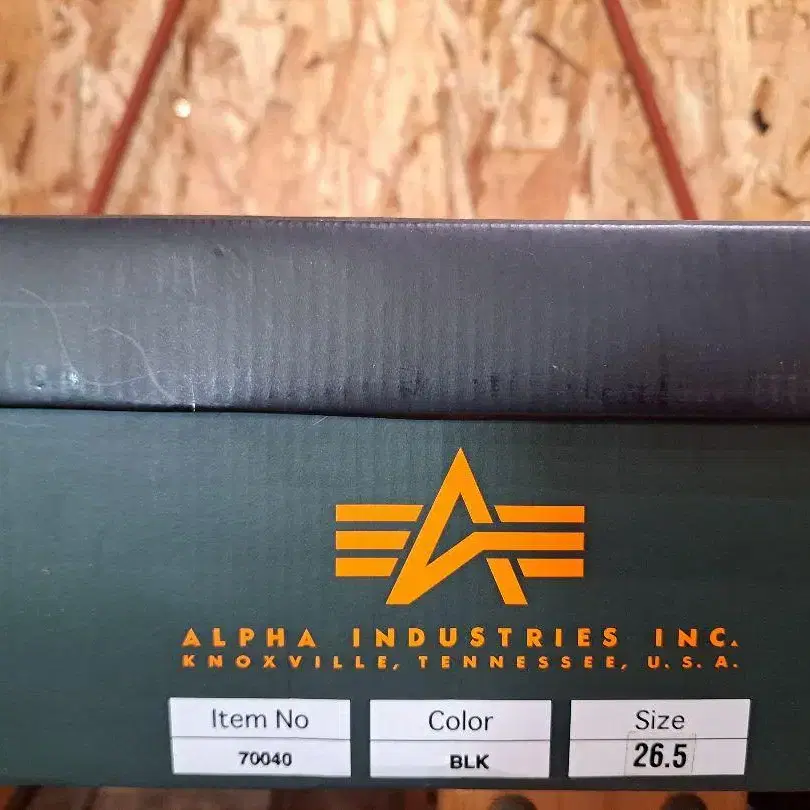 ALPHA INDUSTRIES INC.
KNOXVILLE, TENNESSEE, U.S.A.
Item No
70040
Color
BLK
Size
26.5